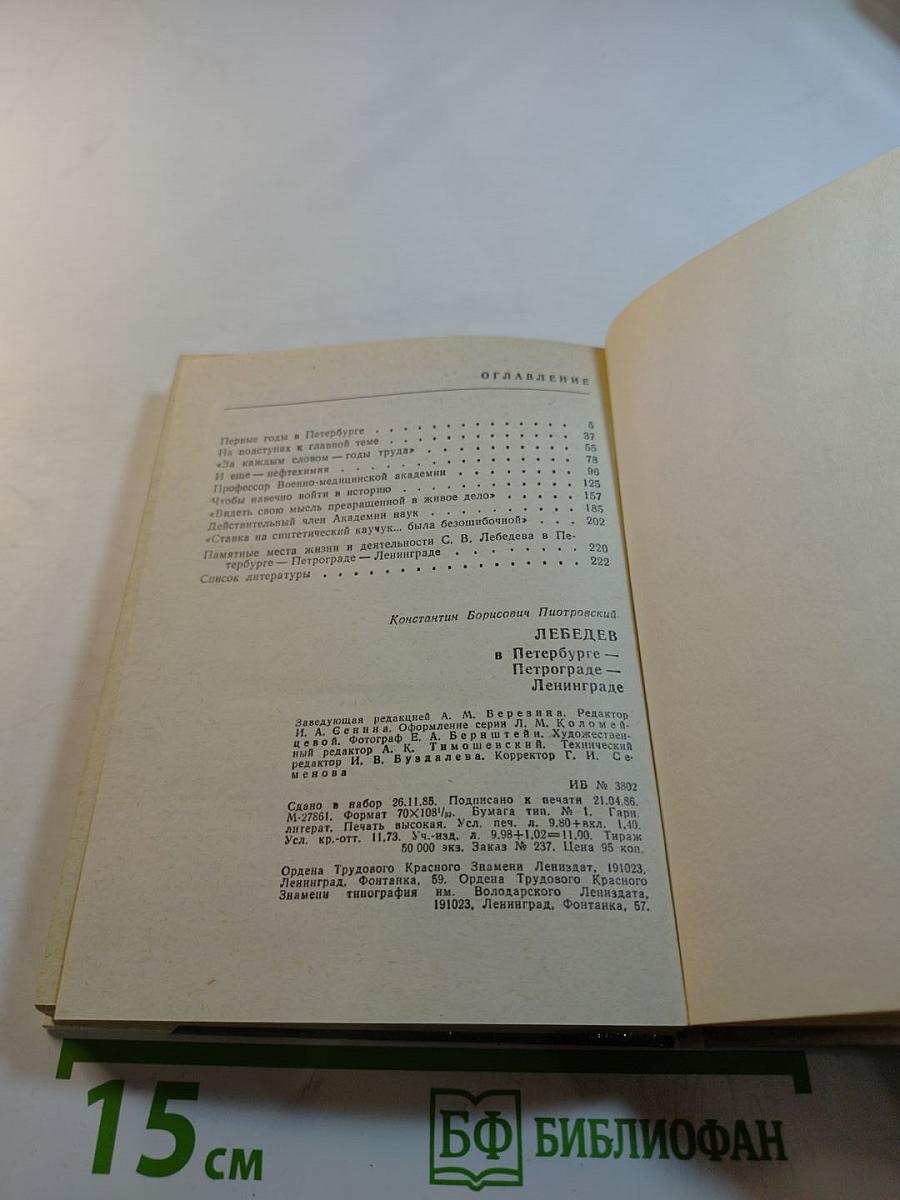 ОГЛАВЛЕНИЕ
Первые годы в Петербурге . . . . . . . . . . . . . 5
На подступах к главной теме . . . . . . . . . . . . 37
«За каждым словом — годы труда» . . . . . . . . . . 55
И еще — нефтехимия . . . . . . . . . . . . . . . 78
Профессор Военно-медицинской академии . . . . . . . . 96
Чтобы навечно войти в историю . . . . . . . . . . . 125
«Видеть свою мысль превращенной в живое дело» . . . . . 157
Действительный член Академии наук . . . . . . . . . . 185
«Ставка на синтетический каучук... была безошибочной» . . . 202
Памятные места жизни и деятельности С. В. Лебедева в Пе-
тербурге — Петрограде — Ленинграде . . . . . . . . . 220
Список литературы . . . . . . . . . . . . . . . . 222
Константин Борисович Пиотровский
ЛЕБЕДЕВ
в Петербурге —
Петрограде —
Ленинграде
Заведующая редакцией А. М. Березина. Редактор
И. А. Сенина. Оформление серии Л. М. Коломей-
цевой. Фотограф Е. А. Бернштейн. Художествен-
ный редактор А. К. Тимошевский. Технический
редактор И. В. Буздалева. Корректор Г. И. Се-
менова
ИБ № 3802
Сдано в набор 26.11.85. Подписано к печати 21.04.86.
М-27861. Формат 70×108¹/₃₂. Бумага тип. № 1. Гарн.
литерат. Печать высокая. Усл. печ. л. 9,80+вкл. 1,40.
Усл. кр.-отт. 11,73. Уч.-изд. л. 9,98+1,02=11,00. Тираж
50 000 экз. Заказ № 237. Цена 95 коп.
Ордена Трудового Красного Знамени Лениздат, 191023,
Ленинград, Фонтанка, 59. Ордена Трудового Красного
Знамени типография им. Володарского Лениздата,
191023, Ленинград, Фонтанка, 57.
15 см
БФ БИБЛИОФАН